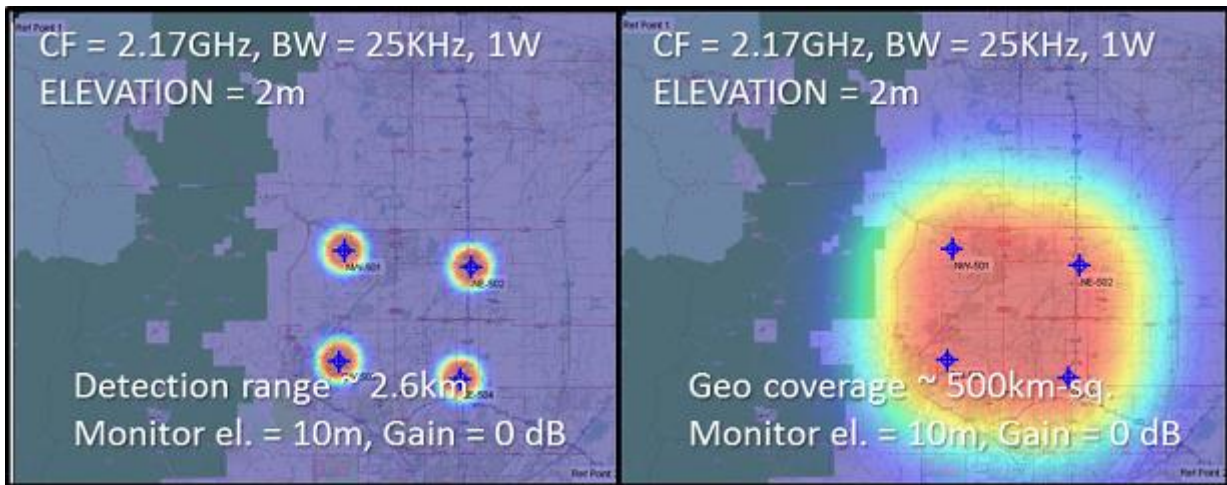 Ref Point 1
CF = 2.17GHz, BW = 25KHz, 1W
ELEVATION = 2m
NW-501
NE-502
Detection range ~ 2.6km
Monitor el. = 10m, Gain = 0 dB
Ref Point 2
Ref Point 1
CF = 2.17GHz, BW = 25KHz, 1W
ELEVATION = 2m
NW-501
NE-502
Geo coverage ~ 500km-sq.
Monitor el. = 10m, Gain = 0 dB
Ref Point 2